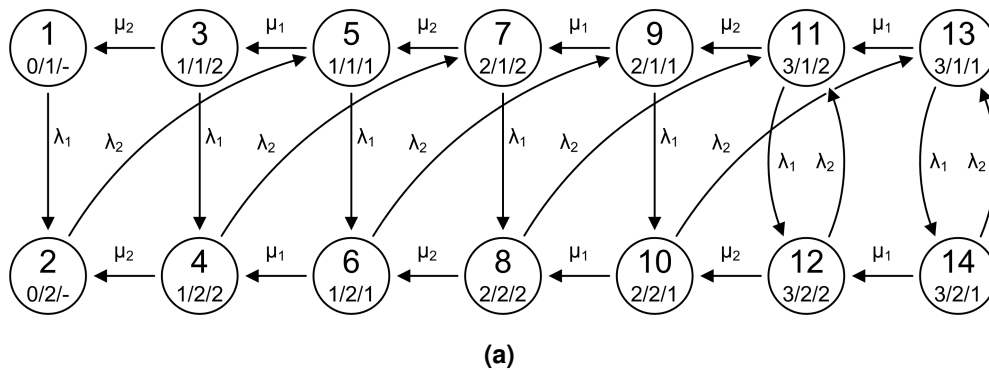 1 3 5 7 9 11 13
0/1/- 1/1/2 1/1/1 2/1/2 2/1/1 3/1/2 3/1/1
μ₂ μ₁ μ₂ μ₁ μ₂ μ₁
λ₁ λ₂ λ₁ λ₂ λ₁ λ₂ λ₁ λ₂ λ₁ λ₂ λ₁ λ₂ λ₁ λ₂
μ₂ μ₁ μ₂ μ₁ μ₂ μ₁
2 4 6 8 10 12 14
0/2/- 1/2/2 1/2/1 2/2/2 2/2/1 3/2/2 3/2/1
(a)